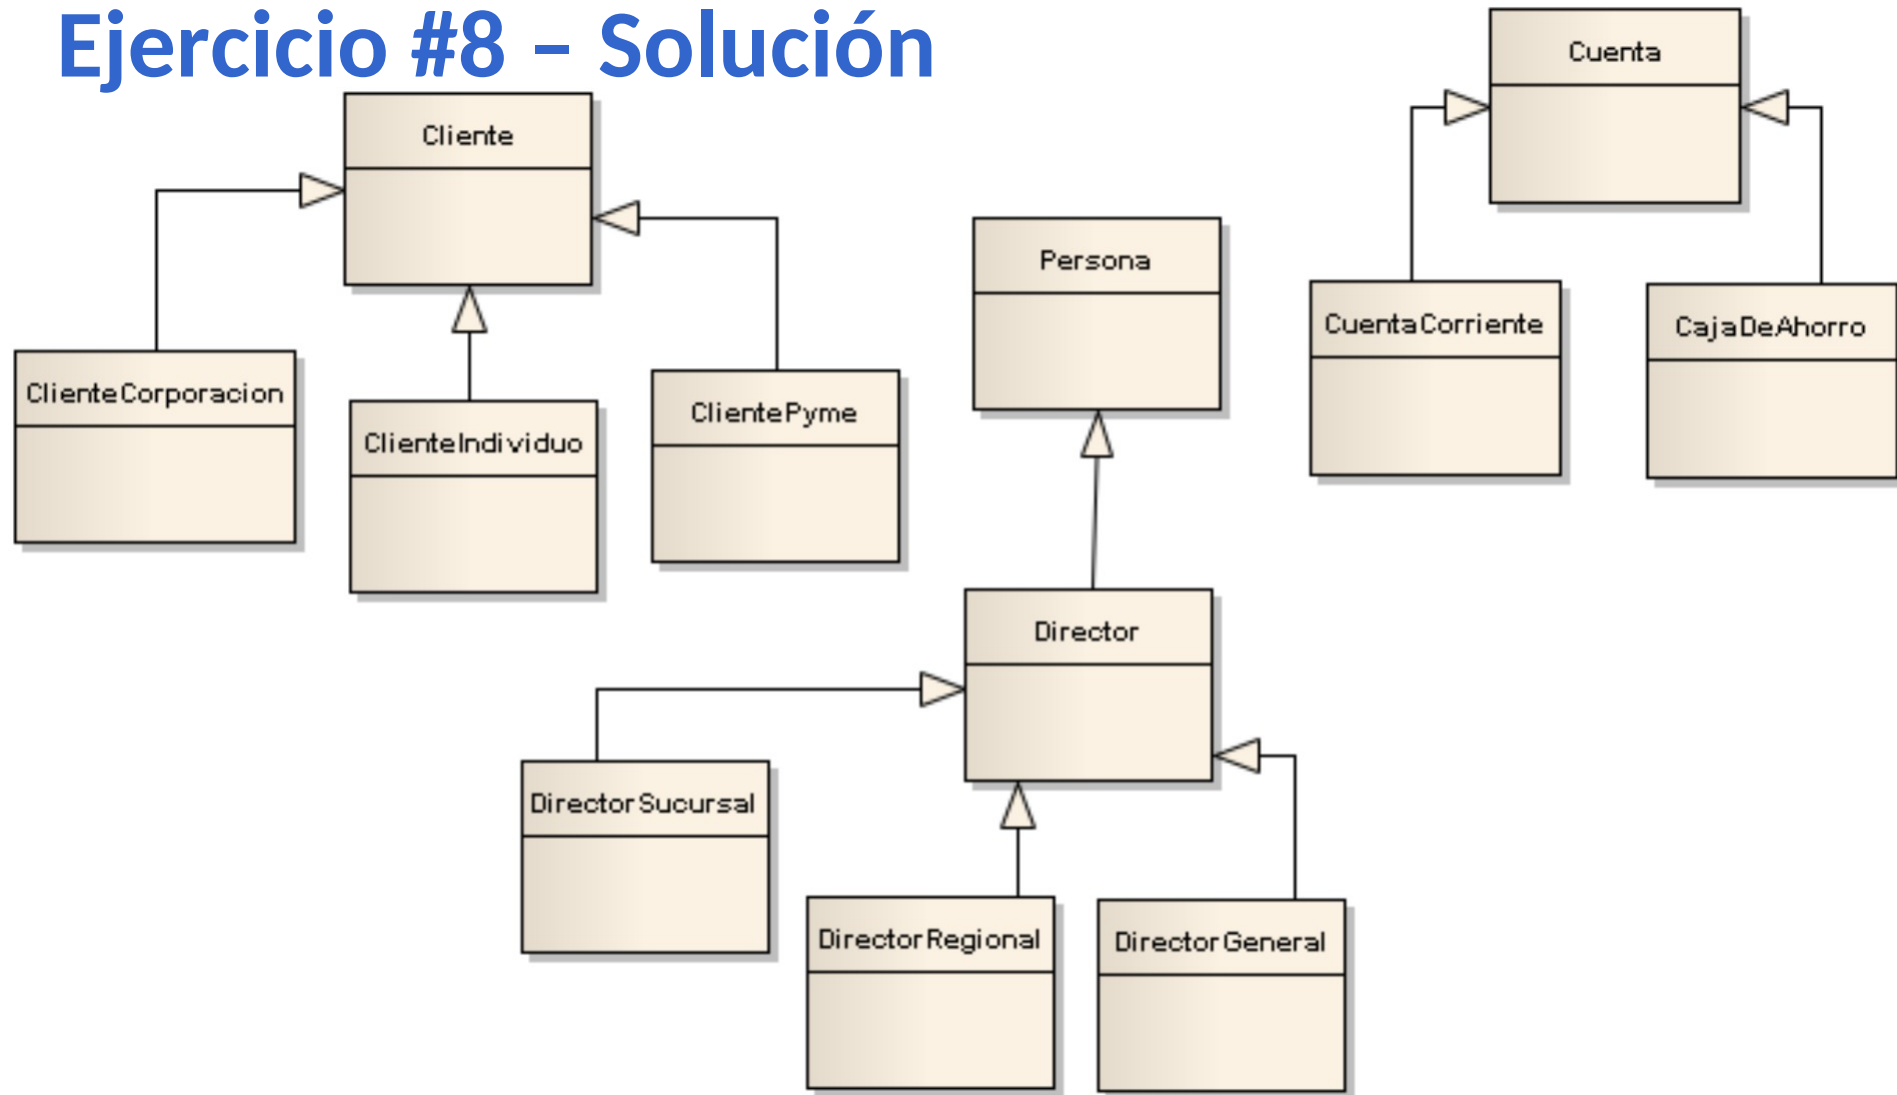 Ejercicio #8 – Solución
Cuenta
Cliente
Persona
CuentaCorriente
CajaDeAhorro
ClienteCorporacion
ClienteIndividuo
ClientePyme
Director
DirectorSucursal
DirectorRegional
DirectorGeneral